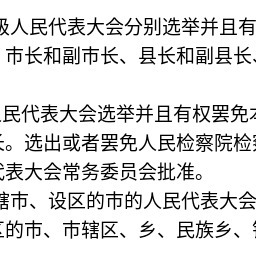 级人民代表大会分别选举并且有
市长和副市长、县长和副县长、
民代表大会选举并且有权罢免本
长。选出或者罢免人民检察院检察
代表大会常务委员会批准。
辖市、设区的市的人民代表大会
区的市、市辖区、乡、民族乡、镇